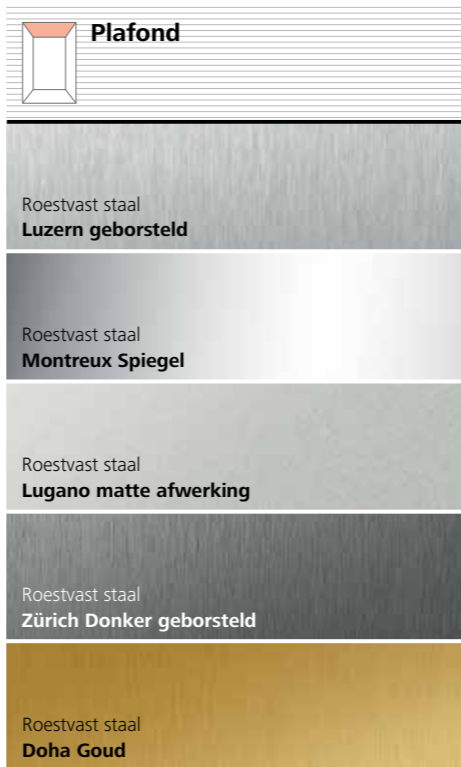 Plafond
Roestvast staal
Luzern geborsteld
Roestvast staal
Montreux Spiegel
Roestvast staal
Lugano matte afwerking
Roestvast staal
Zürich Donker geborsteld
Roestvast staal
Doha Goud